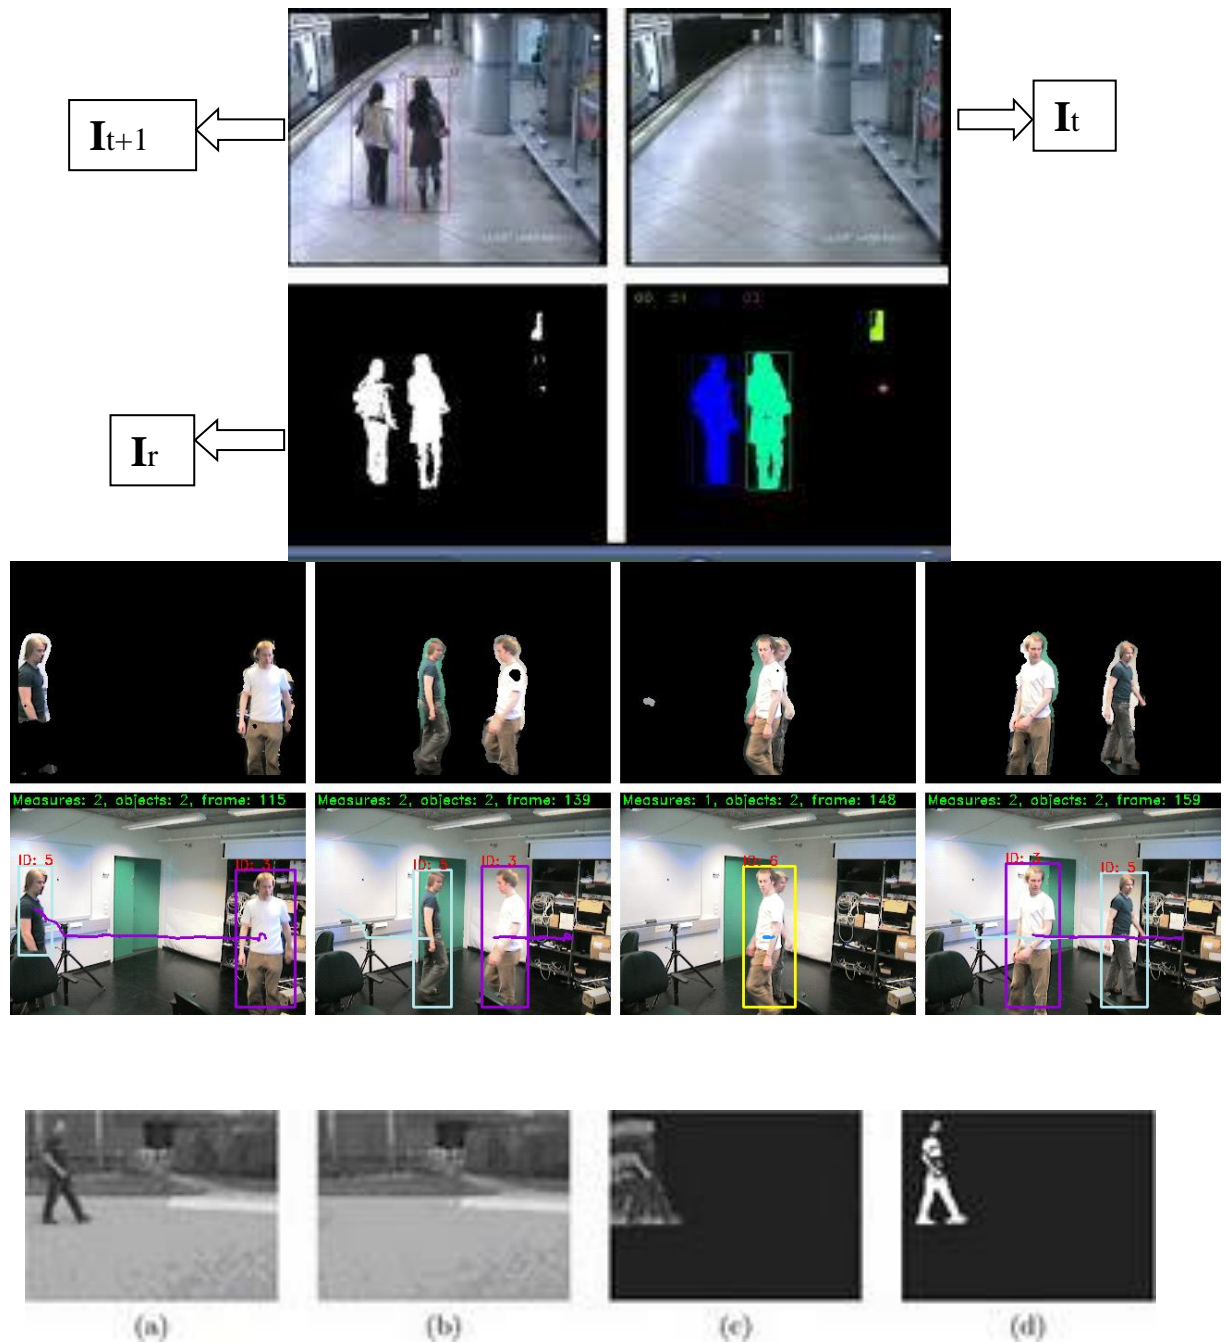 It+1
It
Ir
Measures: 2, objects: 2, frame: 115
Measures: 2, objects: 2, frame: 139
Measures: 1, objects: 2, frame: 148
Measures: 2, objects: 2, frame: 159
ID: 5
ID: 3
ID: 5
ID: 3
ID: 6
ID: 3
ID: 5
(a)
(b)
(c)
(d)